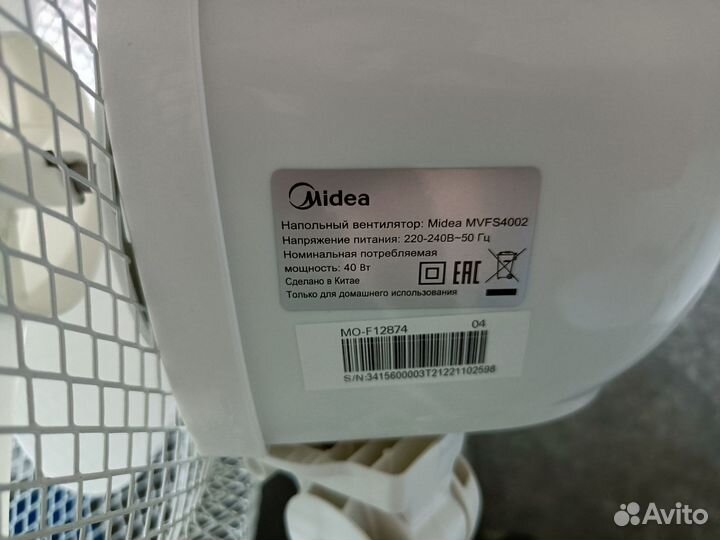 Midea
Напольный вентилятор: Midea MVFS4002
Напряжение питания: 220-240В~50 Гц
Номинальная потребляемая
мощность: 40 Вт
Сделано в Китае
Только для домашнего использования
EAC
MO-F12874 04
S/N:3415600003T21221102598
Avito